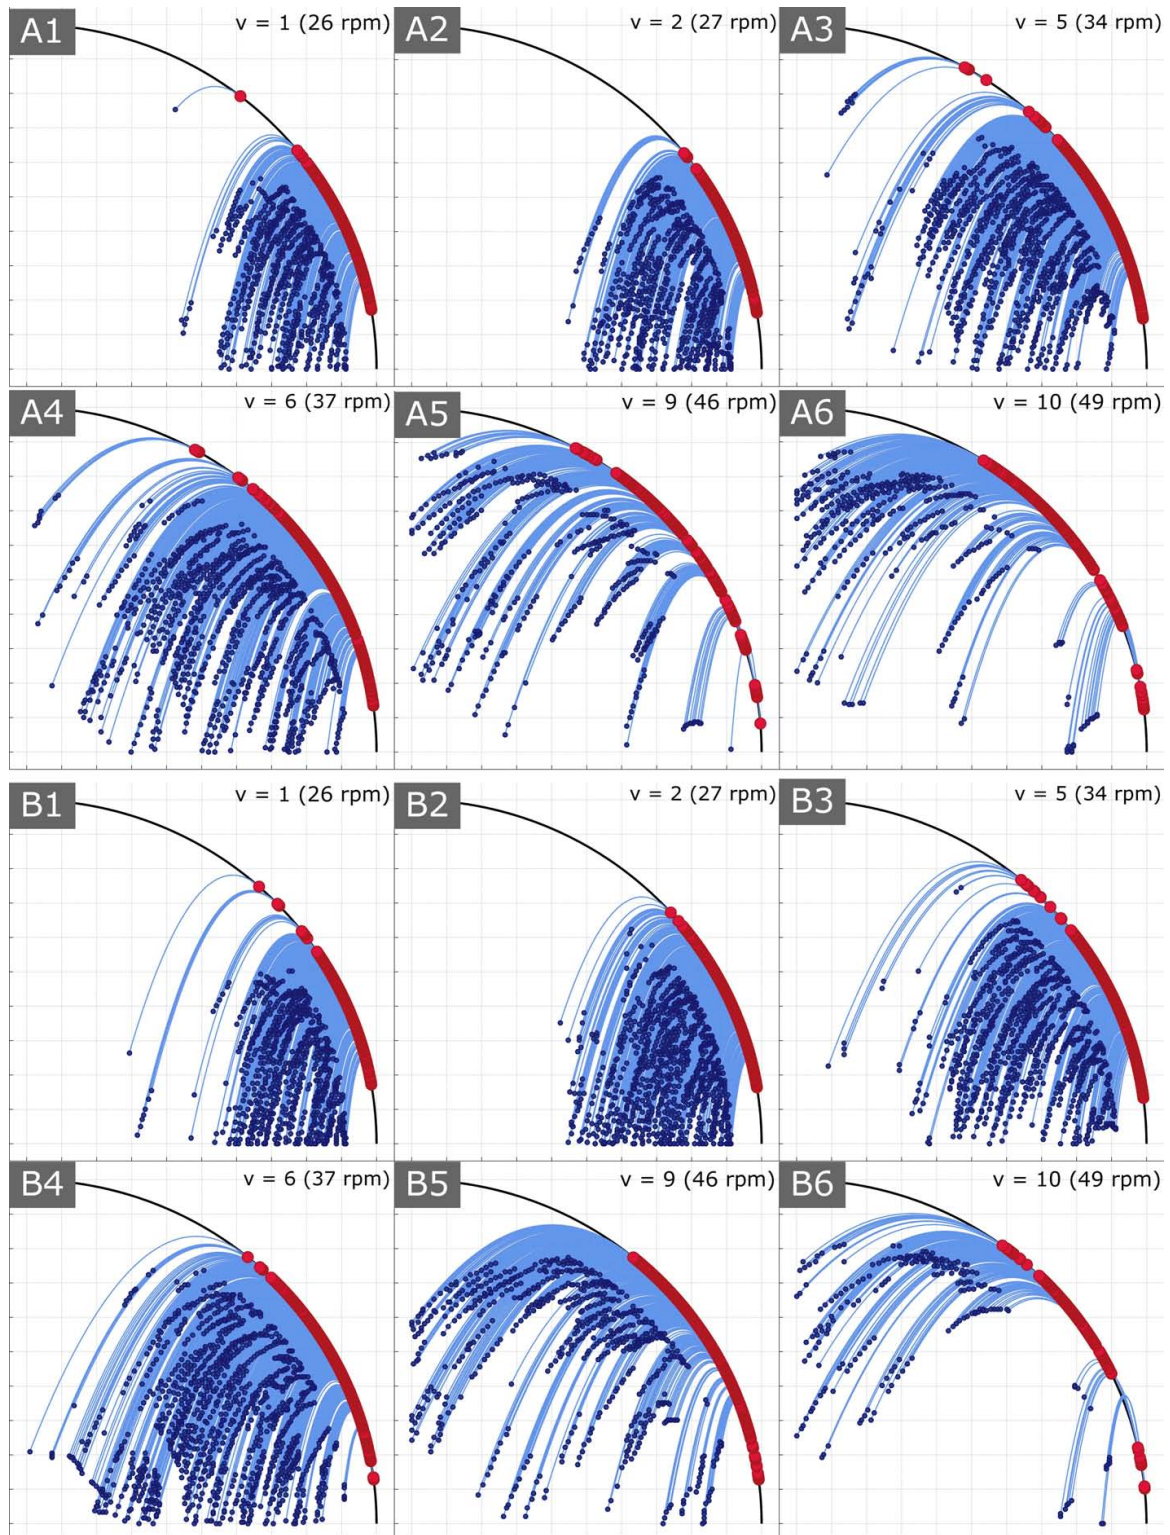 A1 v = 1 (26 rpm)
A2 v = 2 (27 rpm)
A3 v = 5 (34 rpm)
A4 v = 6 (37 rpm)
A5 v = 9 (46 rpm)
A6 v = 10 (49 rpm)
B1 v = 1 (26 rpm)
B2 v = 2 (27 rpm)
B3 v = 5 (34 rpm)
B4 v = 6 (37 rpm)
B5 v = 9 (46 rpm)
B6 v = 10 (49 rpm)